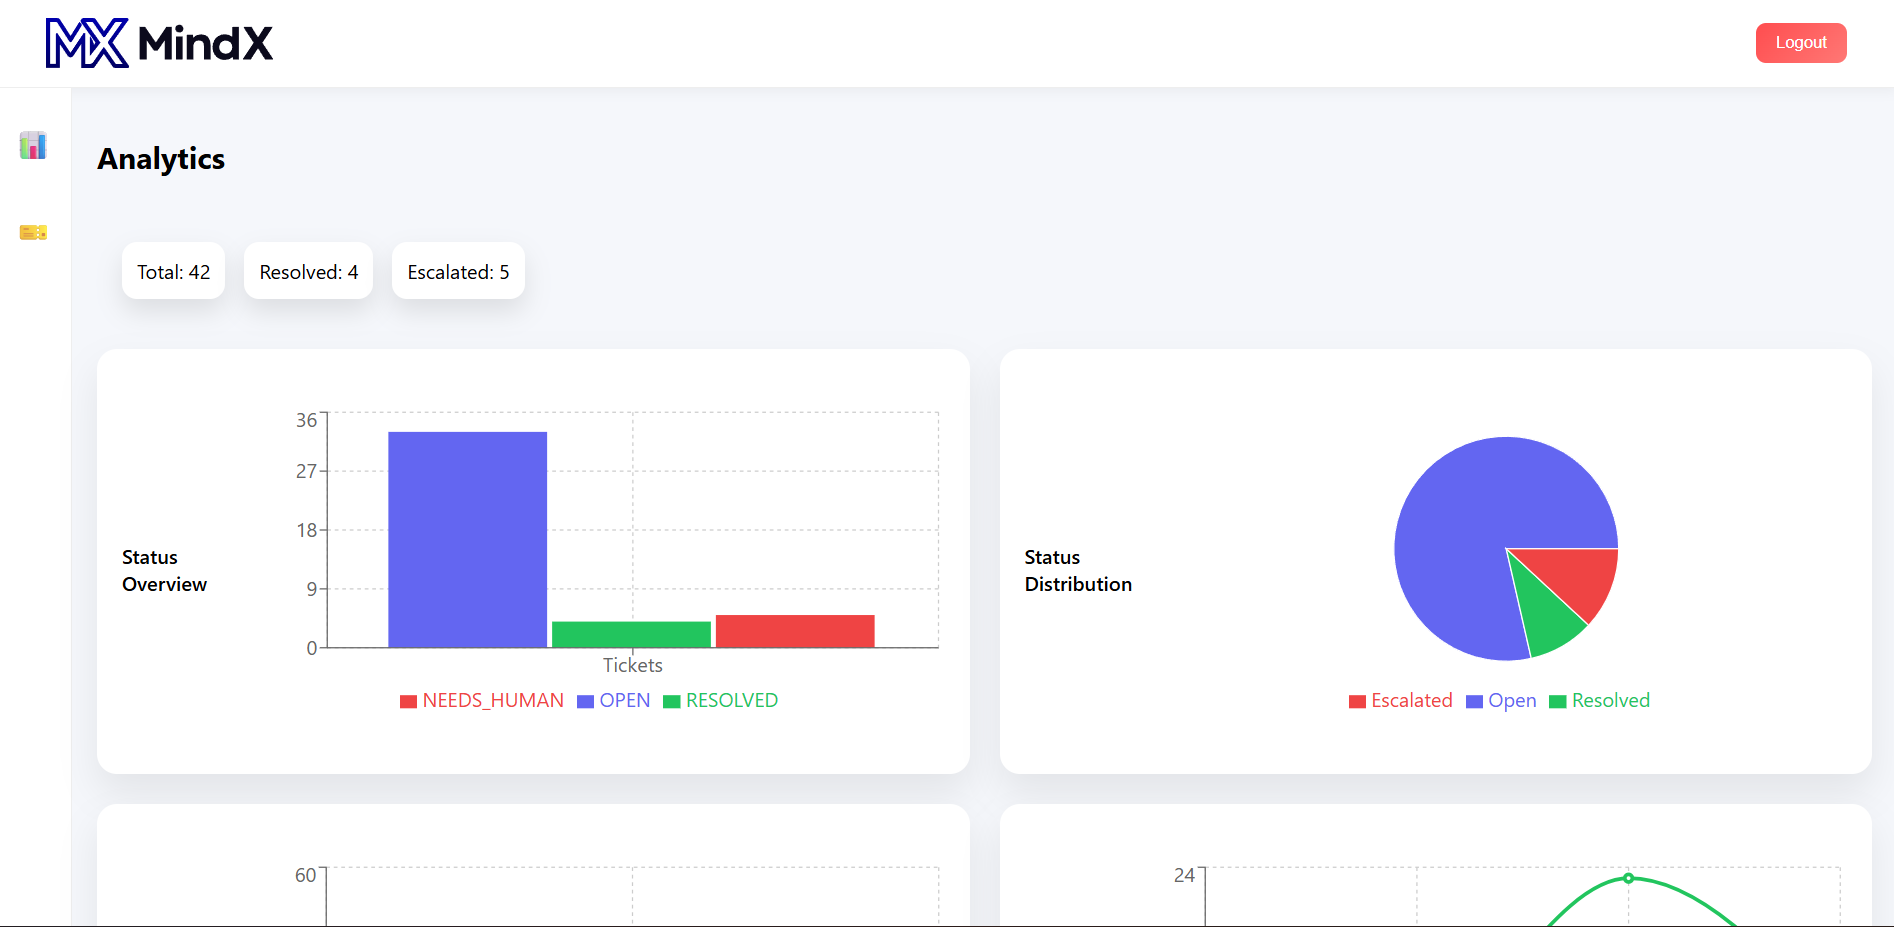 MX MindX
Logout
Analytics
Total: 42
Resolved: 4
Escalated: 5
Status
Overview
36
27
18
9
0
Tickets
NEEDS_HUMAN OPEN RESOLVED
Status
Distribution
Escalated Open Resolved
60
24